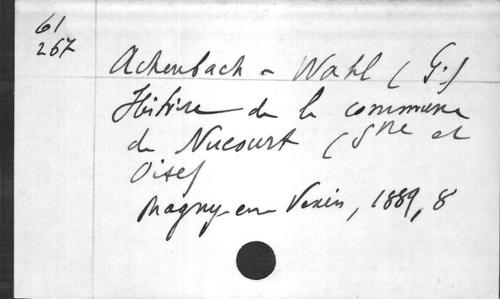 61
267
Achenbach - Wahl (G.)
Histoire de la commune
de Nucourt (Sne et
Oise)
Magny-en Vexin, 1889, 8